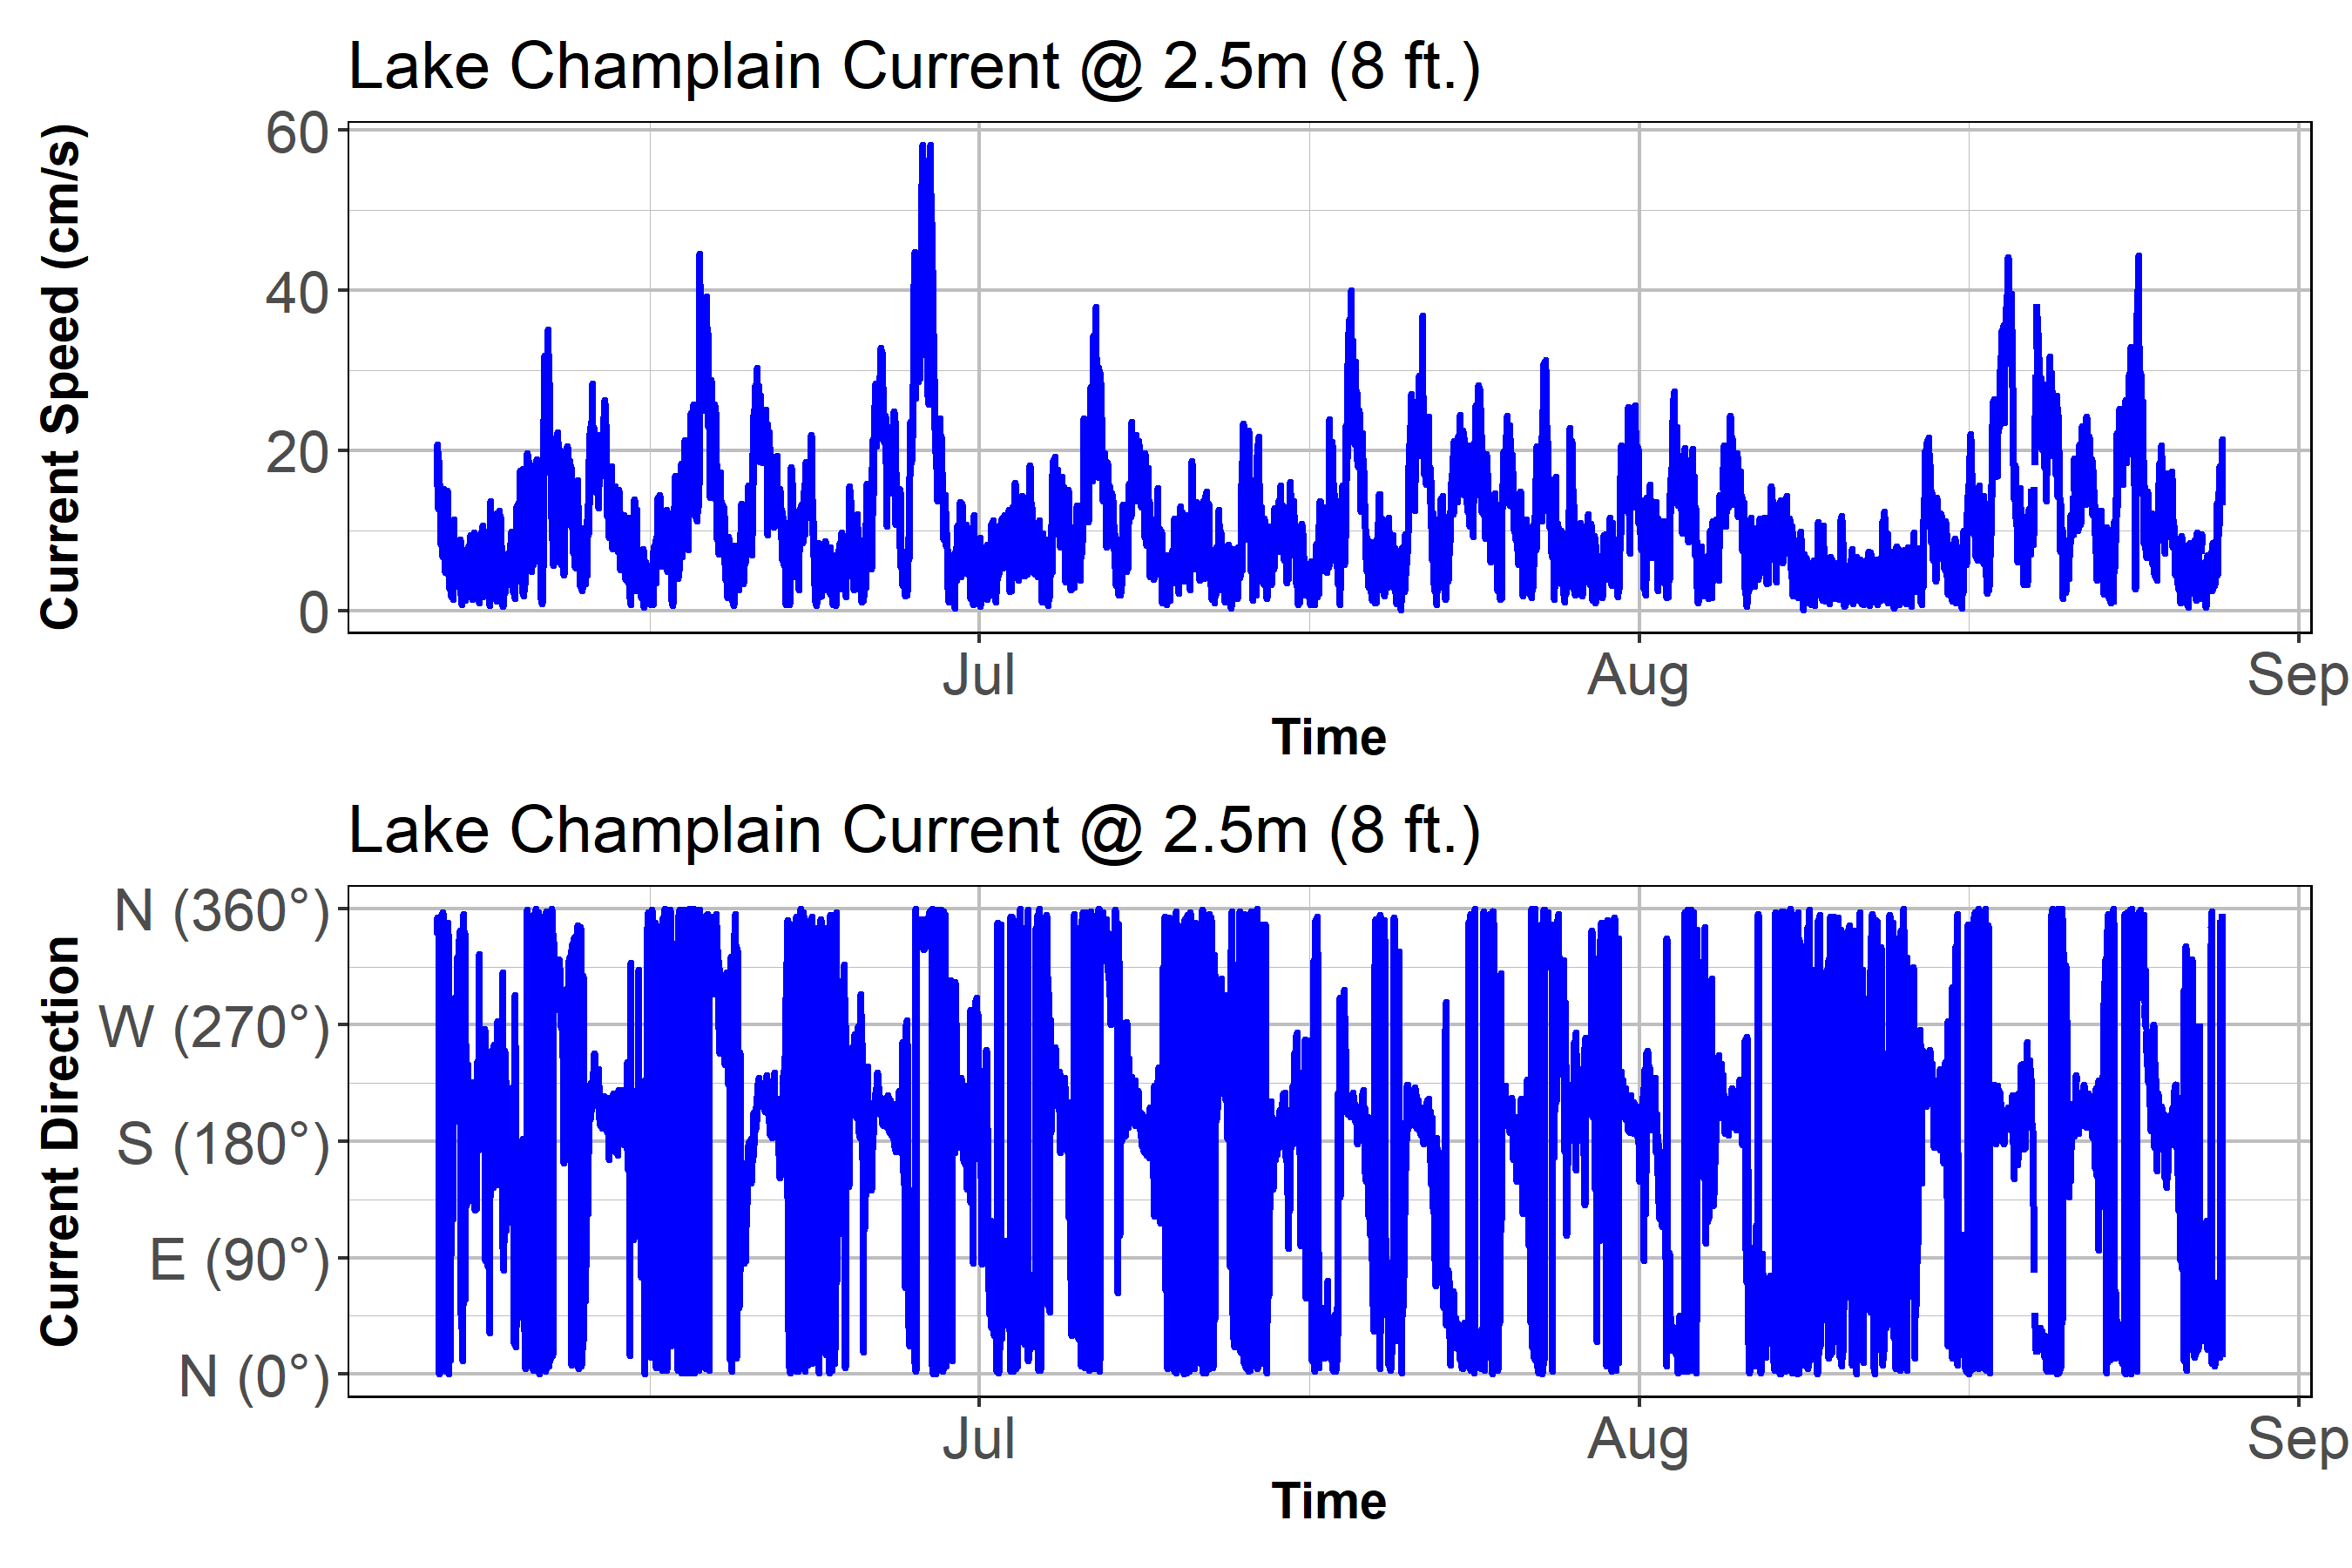 Lake Champlain Current @ 2.5m (8 ft.)
Current Speed (cm/s)
60
40
20
0
Jul
Aug
Sep
Time
Lake Champlain Current @ 2.5m (8 ft.)
Current Direction
N (360°)
W (270°)
S (180°)
E (90°)
N (0°)
Jul
Aug
Sep
Time